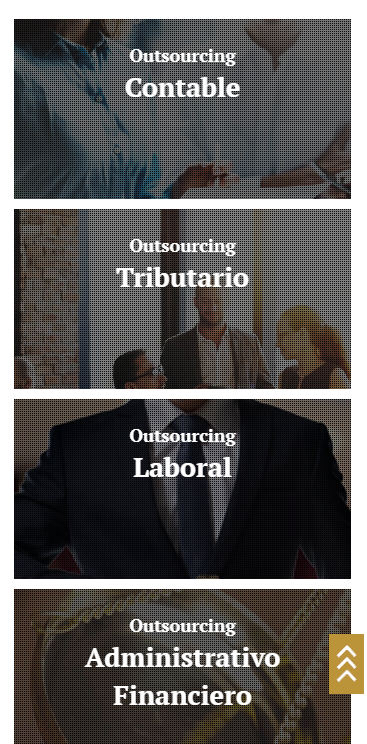 Outsourcing
Contable
Outsourcing
Tributario
Outsourcing
Laboral
Outsourcing
Administrativo
Financiero